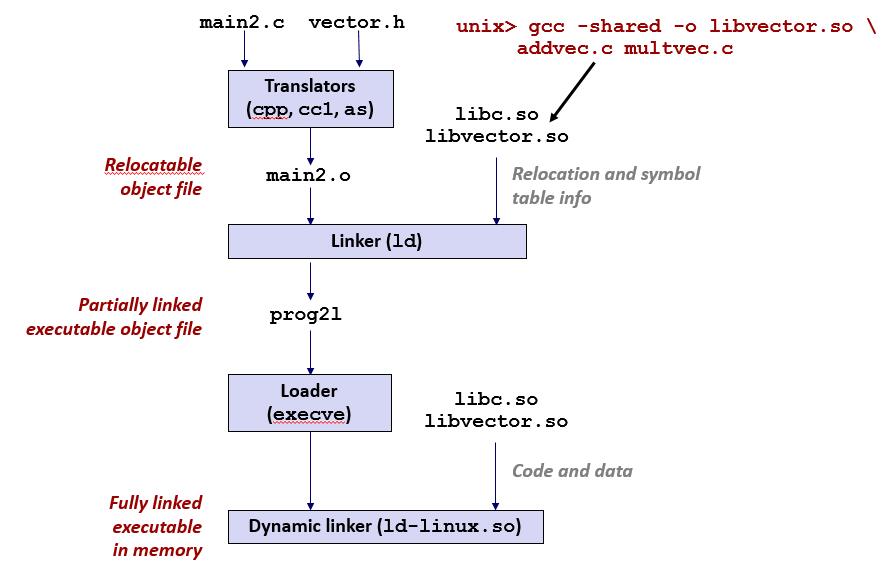 main2.c vector.h
unix> gcc -shared -o libvector.so \
addvec.c multvec.c
Translators
(cpp, cc1, as)
libc.so
libvector.so
Relocatable
object file
main2.o
Relocation and symbol
table info
Linker (ld)
Partially linked
executable object file
prog2l
Loader
(execve)
libc.so
libvector.so
Code and data
Fully linked
executable
in memory
Dynamic linker (ld-linux.so)